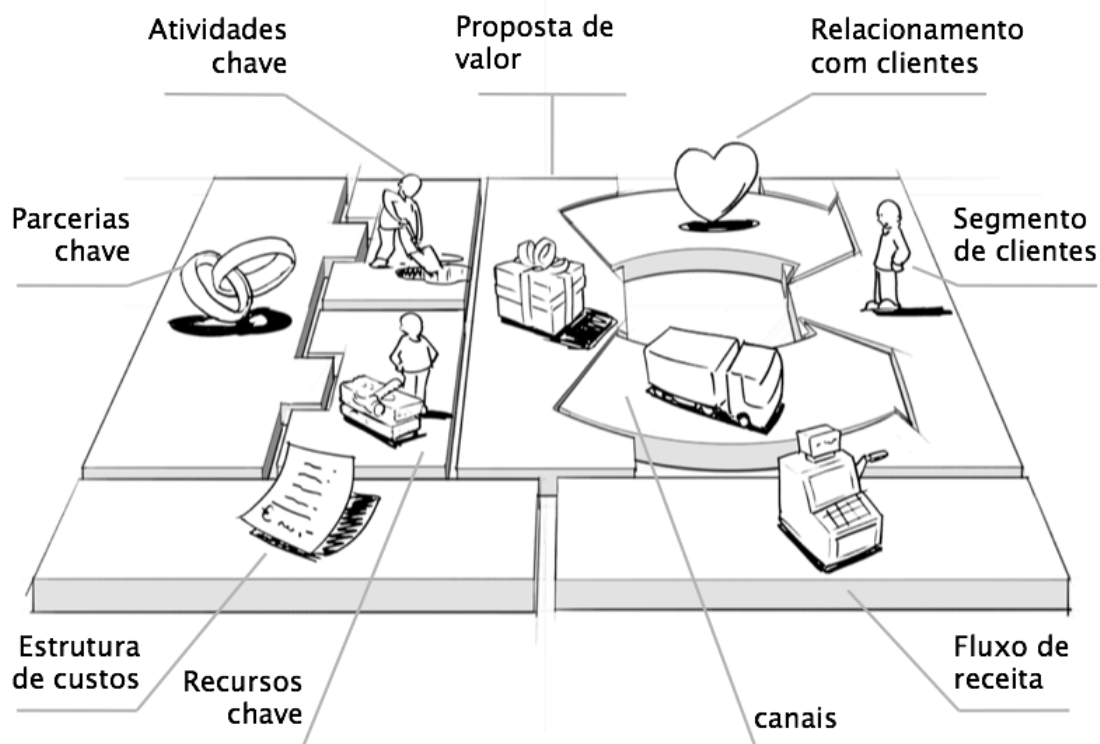 Atividades
chave
Proposta de
valor
Relacionamento
com clientes
Parcerias
chave
Segmento
de clientes
Estrutura
de custos
Recursos
chave
canais
Fluxo de
receita